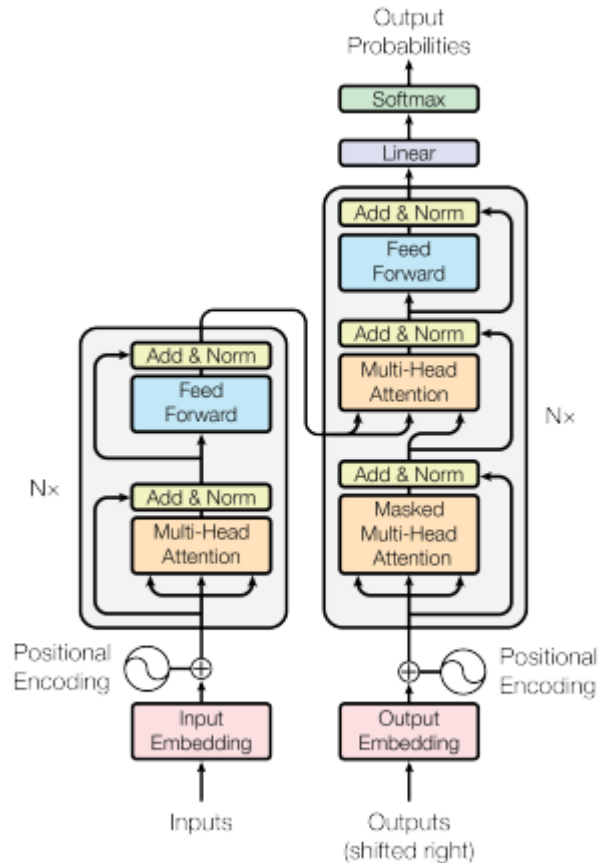 Output
Probabilities
Softmax
Linear
Add & Norm
Feed
Forward
Add & Norm
Multi-Head
Attention
Nx
Add & Norm
Masked
Multi-Head
Attention
Add & Norm
Feed
Forward
Nx
Add & Norm
Multi-Head
Attention
Positional
Encoding
Positional
Encoding
Input
Embedding
Output
Embedding
Inputs
Outputs
(shifted right)